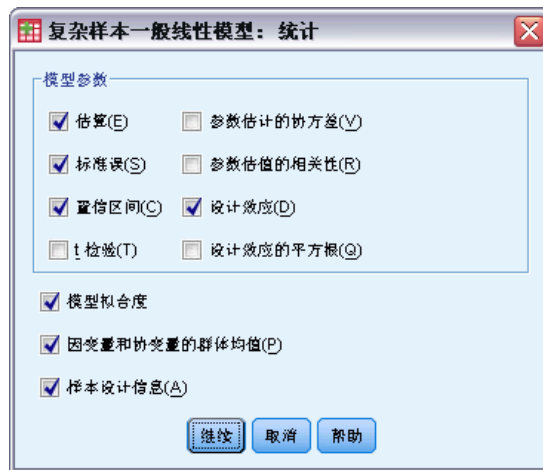 复杂样本一般线性模型：统计
模型参数
估算(E)
参数估计的协方差(V)
标准误(S)
参数估值的相关性(R)
置信区间(C)
设计效应(D)
t 检验(T)
设计效应的平方根(Q)
模型拟合度
因变量和协变量的群体均值(P)
样本设计信息(A)
继续
取消
帮助